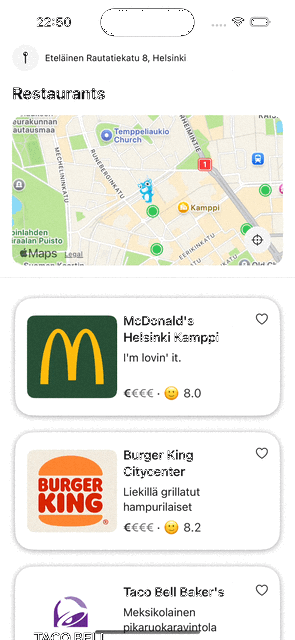 22:50
Eteläinen Rautatiekatu 8, Helsinki
Restaurants
Temppeliaukio
Church
MECHELININKATU
RUNEBERGINKATU
1
Kamppi
EERIKINKATU
Maps
Legal
McDonald's
Helsinki Kamppi
I'm lovin' it.
€€€€ · 🙂 8.0
BURGER
KING
®
Burger King
Citycenter
Liekillä grillatut
hampurilaiset
€€€€ · 🙂 8.2
TACO BELL
Taco Bell Baker's
Meksikolainen
pikaruokaravintola